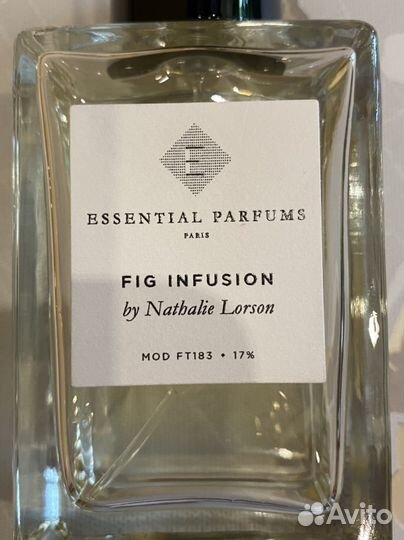 E
ESSENTIAL PARFUMS
PARIS
FIG INFUSION
by Nathalie Lorson
MOD FT183 • 17%
Avito